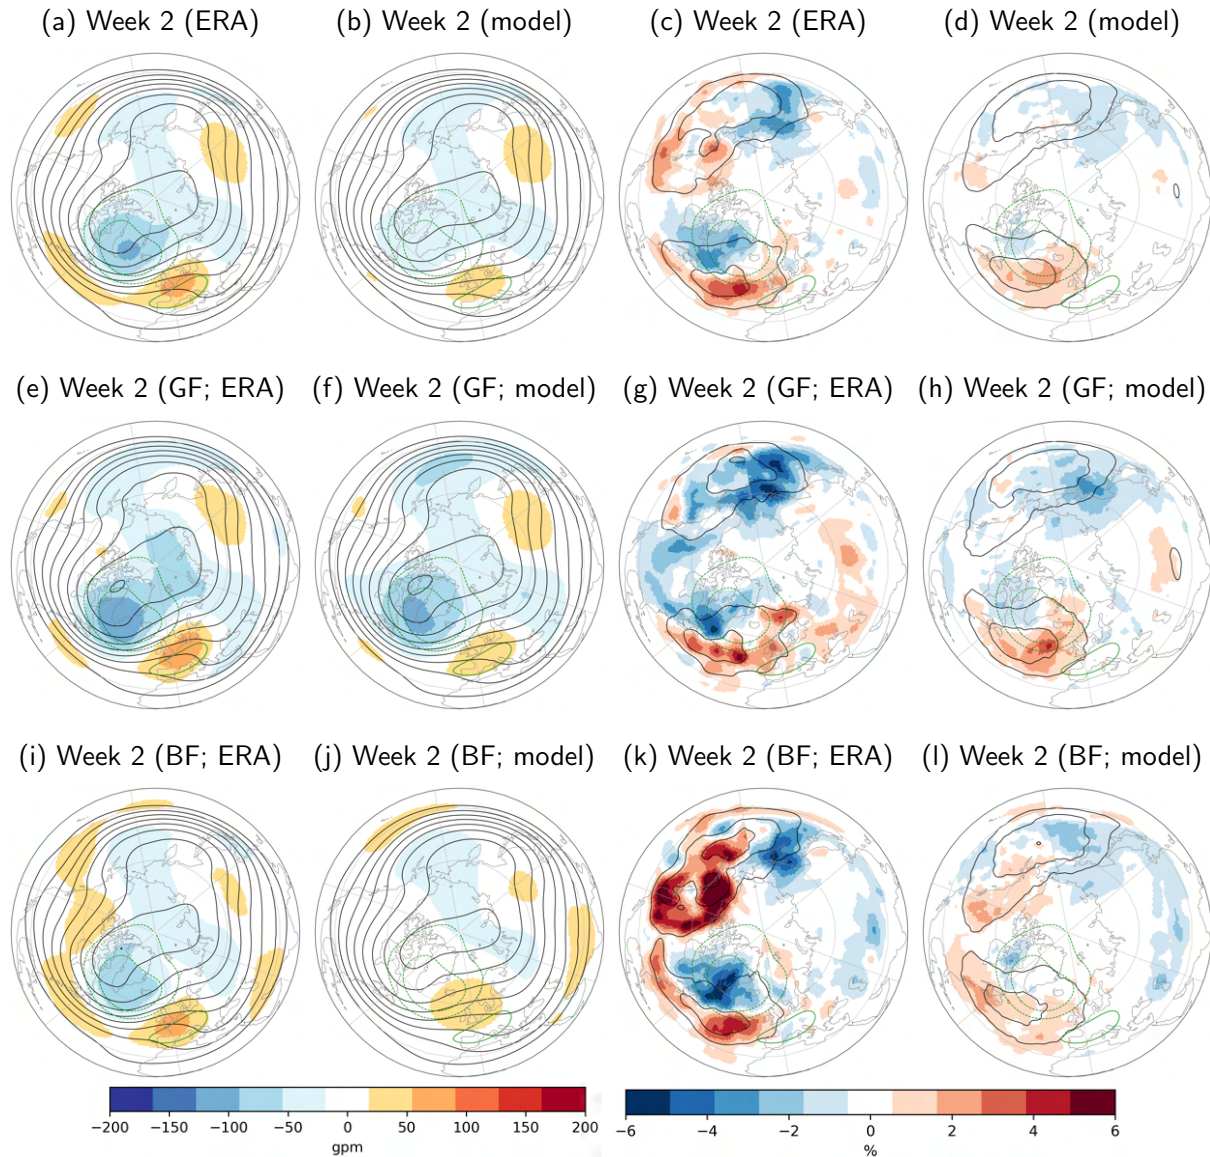 (a) Week 2 (ERA)
(b) Week 2 (model)
(c) Week 2 (ERA)
(d) Week 2 (model)
(e) Week 2 (GF; ERA)
(f) Week 2 (GF; model)
(g) Week 2 (GF; ERA)
(h) Week 2 (GF; model)
(i) Week 2 (BF; ERA)
(j) Week 2 (BF; model)
(k) Week 2 (BF; ERA)
(l) Week 2 (BF; model)
−200 −150 −100 −50 0 50 100 150 200
gpm
−6 −4 −2 0 2 4 6
%